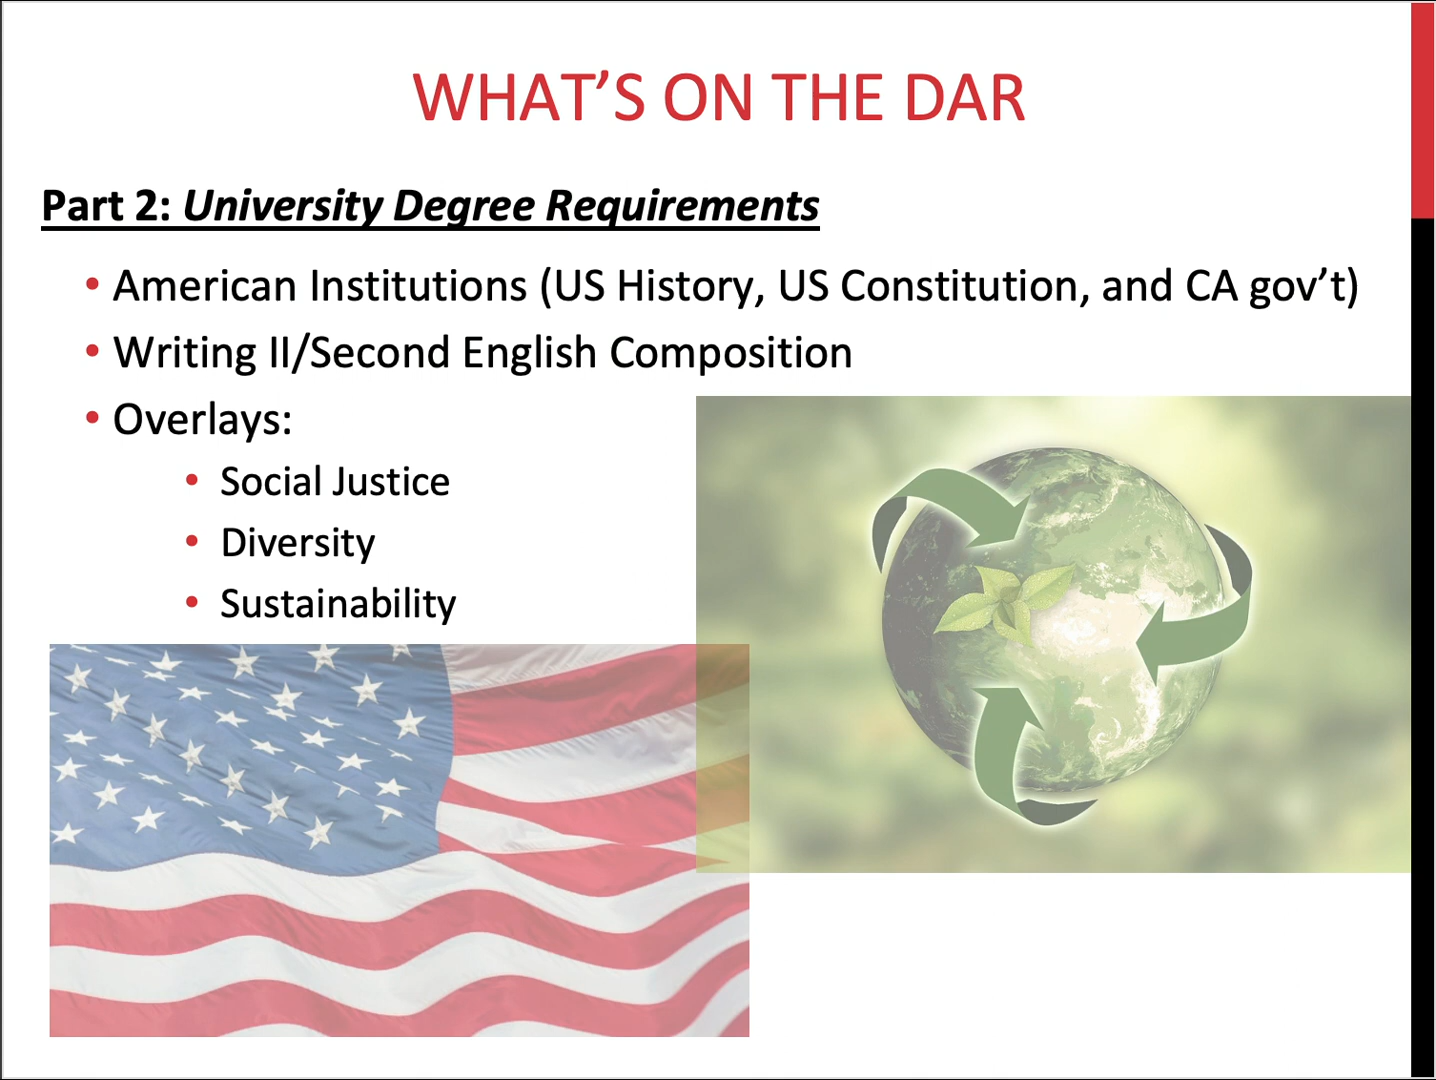 WHAT’S ON THE DAR
Part 2: University Degree Requirements
• American Institutions (US History, US Constitution, and CA gov’t)
• Writing II/Second English Composition
• Overlays:
• Social Justice
• Diversity
• Sustainability